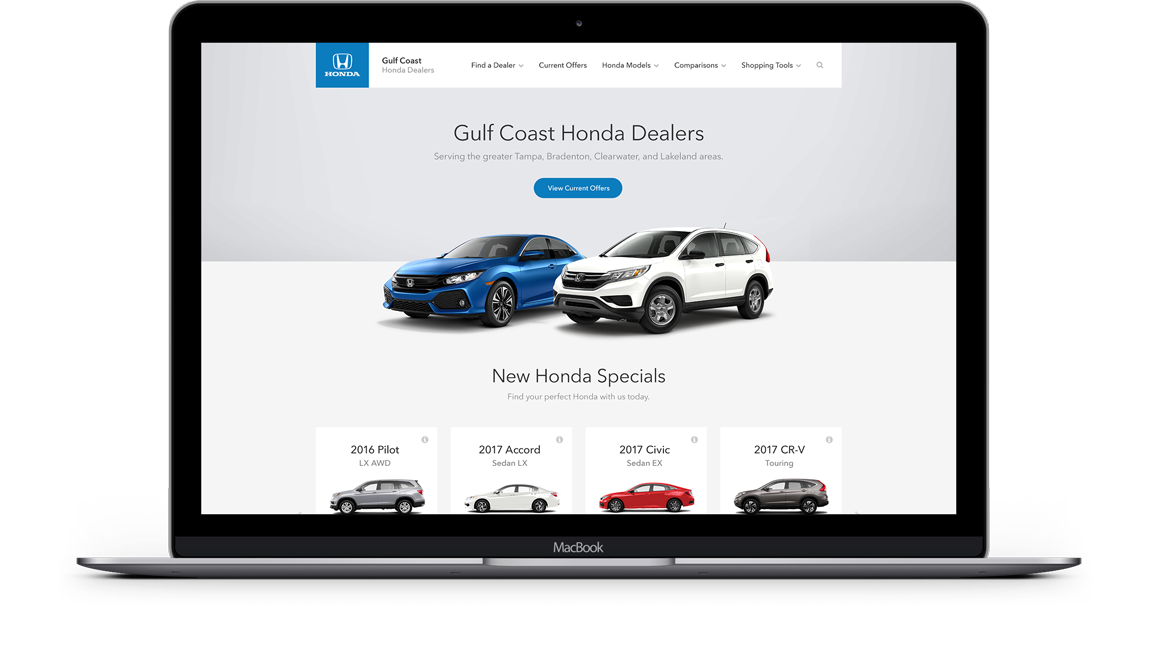 HONDA
Gulf Coast
Honda Dealers
Find a Dealer
Current Offers
Honda Models
Comparisons
Shopping Tools
Gulf Coast Honda Dealers
Serving the greater Tampa, Bradenton, Clearwater, and Lakeland areas.
View Current Offers
New Honda Specials
Find your perfect Honda with us today.
2016 Pilot
LX AWD
2017 Accord
Sedan LX
2017 Civic
Sedan EX
2017 CR-V
Touring
MacBook